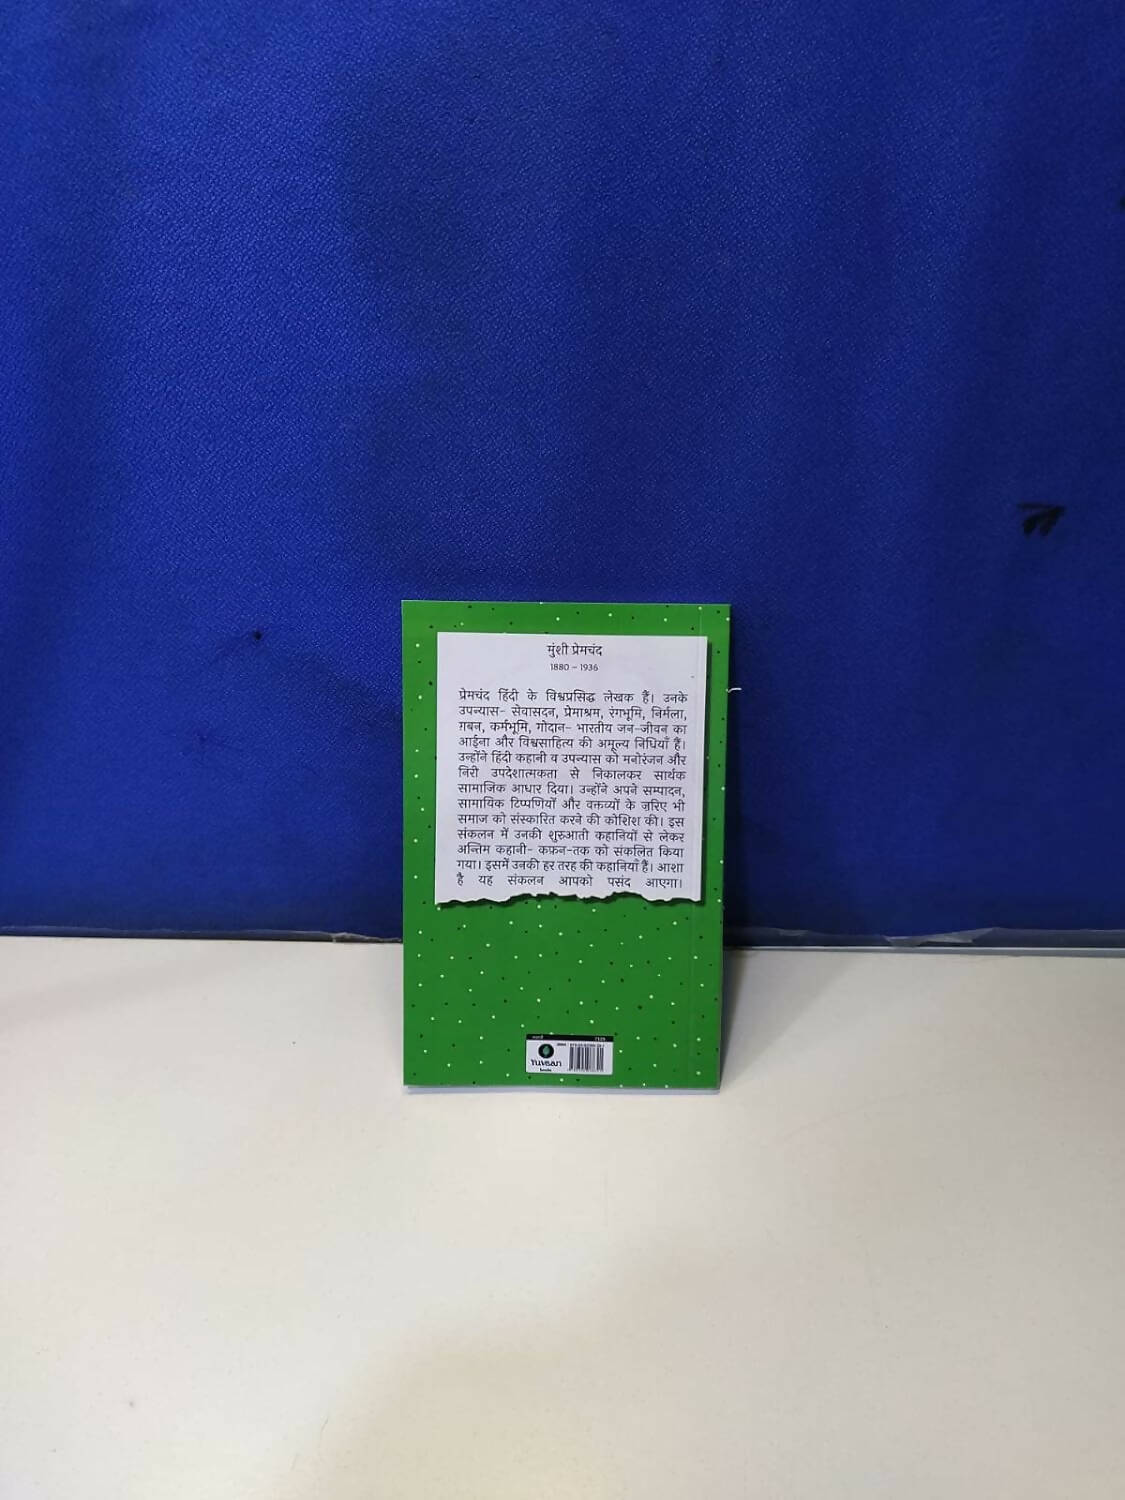 मुंशी प्रेमचंद
1880 – 1936
प्रेमचंद हिंदी के विश्वप्रसिद्ध लेखक हैं। उनके
उपन्यास- सेवासदन, प्रेमाश्रम, रंगभूमि, निर्मला,
ग़बन, कर्मभूमि, गोदान- भारतीय जन-जीवन का
आईना और विश्वसाहित्य की अमूल्य निधियाँ हैं।
उन्होंने हिंदी कहानी व उपन्यास को मनोरंजन और
निरी उपदेशात्मकता से निकालकर सार्थक
सामाजिक आधार दिया। उन्होंने अपने सम्पादन,
सामायिक टिप्पणियों और वक्तव्यों के ज़रिए भी
समाज को संस्कारित करने की कोशिश की। इस
संकलन में उनकी शुरुआती कहानियों से लेकर
अन्तिम कहानी- कफ़न-तक को संकलित किया
गया। इसमें उनकी हर तरह की कहानियाँ हैं। आशा
है यह संकलन आपको पसंद आएगा।
Yuvaan
books